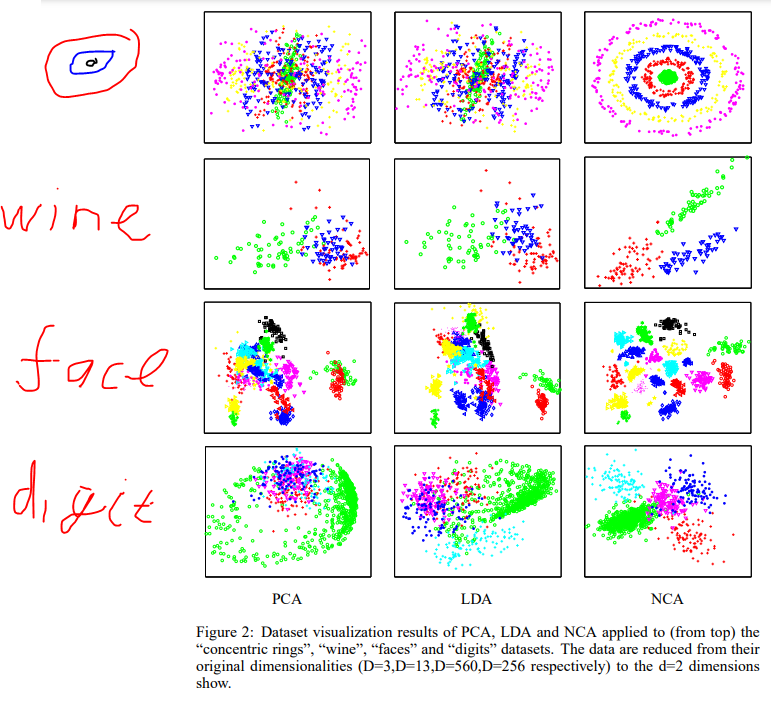 wine
face
digit
PCA LDA NCA
Figure 2: Dataset visualization results of PCA, LDA and NCA applied to (from top) the
“concentric rings”, “wine”, “faces” and “digits” datasets. The data are reduced from their
original dimensionalities (D=3,D=13,D=560,D=256 respectively) to the d=2 dimensions
show.